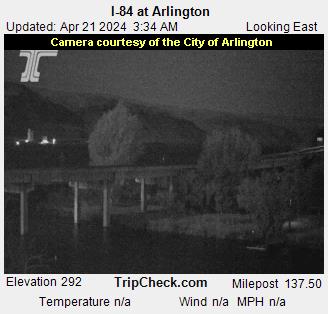 I-84 at Arlington
Updated: Apr 21 2024 3:34 AM Looking East
Camera courtesy of the City of Arlington
Elevation 292 TripCheck.com Milepost 137.50
Temperature n/a Wind n/a MPH n/a